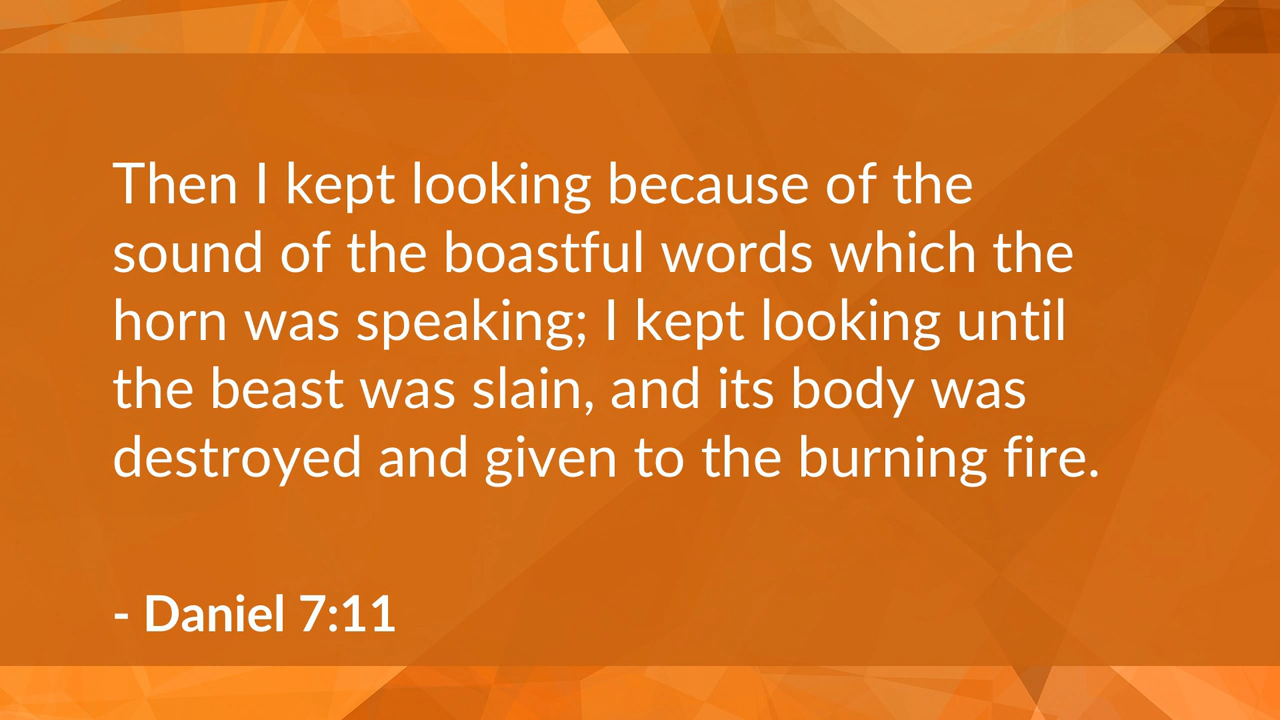 Then I kept looking because of the
sound of the boastful words which the
horn was speaking; I kept looking until
the beast was slain, and its body was
destroyed and given to the burning fire.
- Daniel 7:11